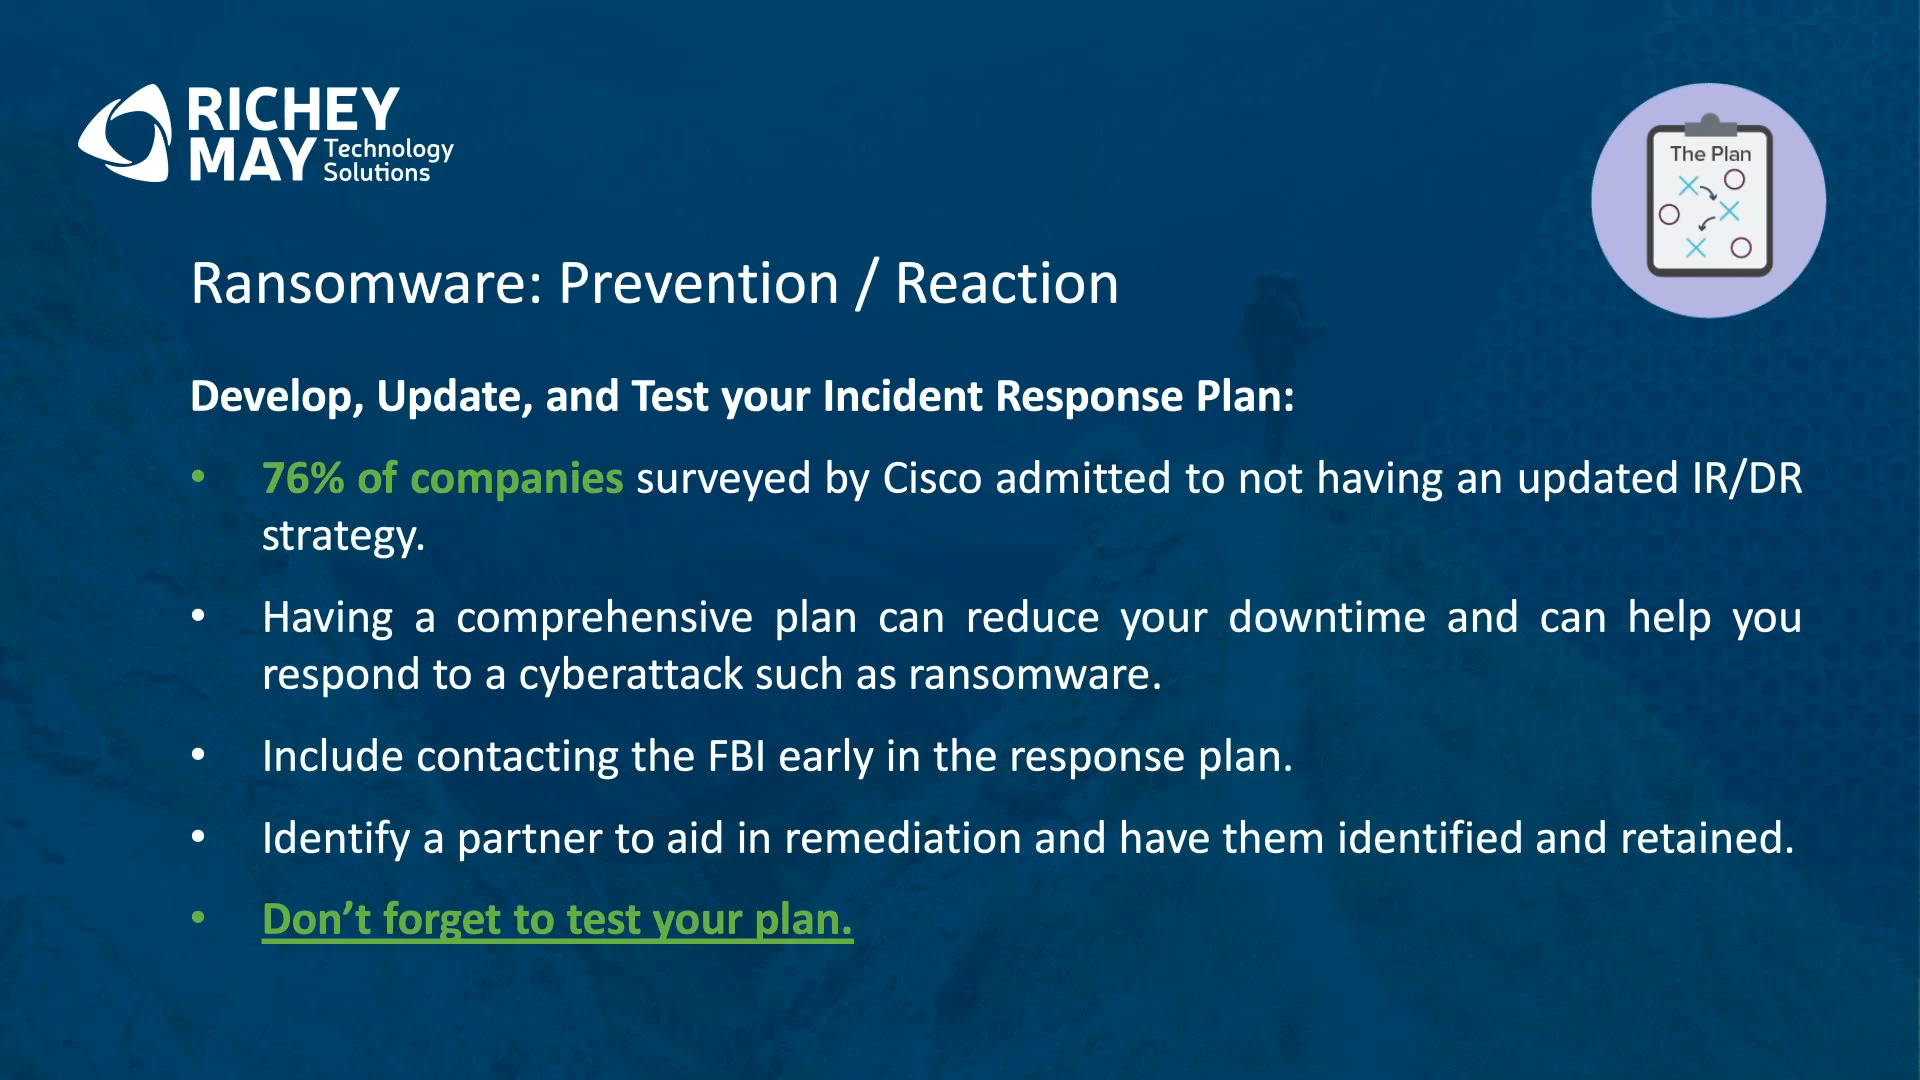 RICHEY
MAY Technology
Solutions
The Plan
Ransomware: Prevention / Reaction
Develop, Update, and Test your Incident Response Plan:
• 76% of companies surveyed by Cisco admitted to not having an updated IR/DR
strategy.
• Having a comprehensive plan can reduce your downtime and can help you
respond to a cyberattack such as ransomware.
• Include contacting the FBI early in the response plan.
• Identify a partner to aid in remediation and have them identified and retained.
• Don’t forget to test your plan.